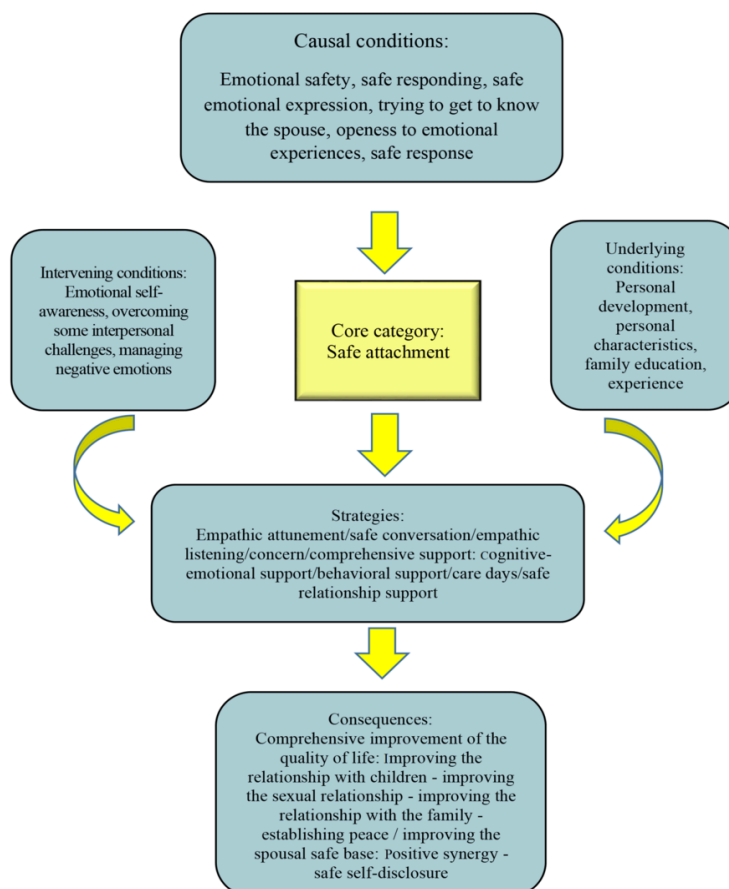 Causal conditions:
Emotional safety, safe responding, safe
emotional expression, trying to get to know
the spouse, openess to emotional
experiences, safe response
Intervening conditions:
Emotional self-
awareness, overcoming
some interpersonal
challenges, managing
negative emotions
Core category:
Safe attachment
Underlying
conditions:
Personal
development,
personal
characteristics,
family education,
experience
Strategies:
Empathic attunement/safe conversation/empathic
listening/concern/comprehensive support: cognitive-
emotional support/behavioral support/care days/safe
relationship support
Consequences:
Comprehensive improvement of the
quality of life: Improving the
relationship with children - improving
the sexual relationship - improving the
relationship with the family -
establishing peace / improving the
spousal safe base: Positive synergy -
safe self-disclosure